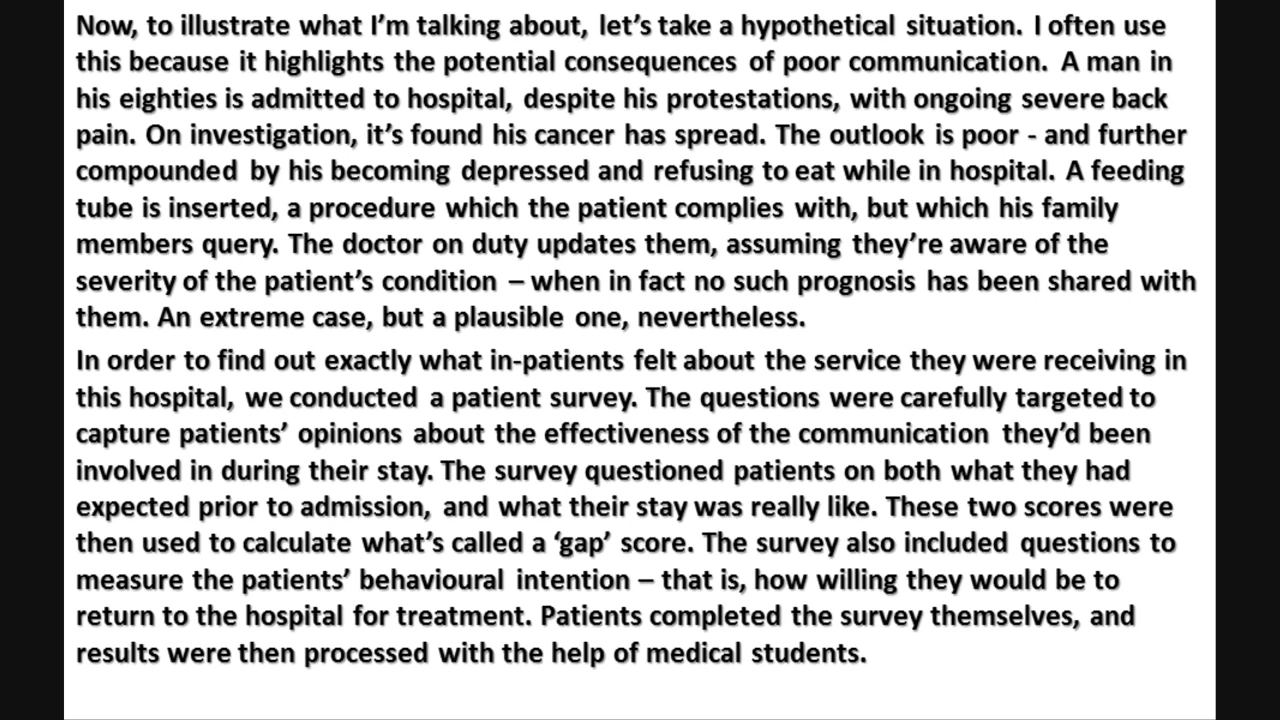 Now, to illustrate what I’m talking about, let’s take a hypothetical situation. I often use
this because it highlights the potential consequences of poor communication. A man in
his eighties is admitted to hospital, despite his protestations, with ongoing severe back
pain. On investigation, it’s found his cancer has spread. The outlook is poor - and further
compounded by his becoming depressed and refusing to eat while in hospital. A feeding
tube is inserted, a procedure which the patient complies with, but which his family
members query. The doctor on duty updates them, assuming they’re aware of the
severity of the patient’s condition – when in fact no such prognosis has been shared with
them. An extreme case, but a plausible one, nevertheless.
In order to find out exactly what in-patients felt about the service they were receiving in
this hospital, we conducted a patient survey. The questions were carefully targeted to
capture patients’ opinions about the effectiveness of the communication they’d been
involved in during their stay. The survey questioned patients on both what they had
expected prior to admission, and what their stay was really like. These two scores were
then used to calculate what’s called a ‘gap’ score. The survey also included questions to
measure the patients’ behavioural intention – that is, how willing they would be to
return to the hospital for treatment. Patients completed the survey themselves, and
results were then processed with the help of medical students.